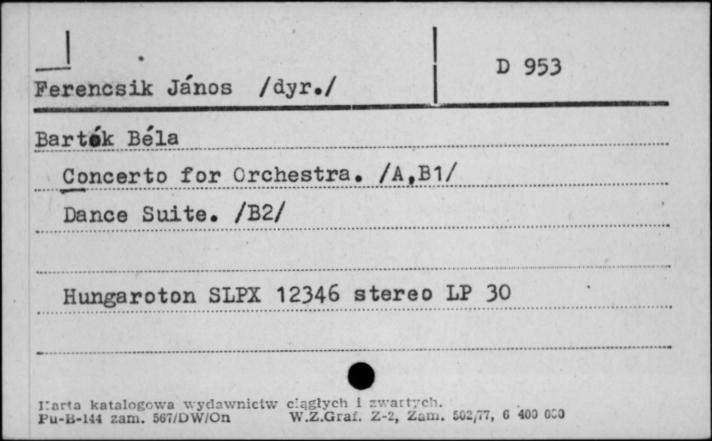 D 953
Ferencsik János /dyr./
Bartók Béla
Concerto for Orchestra. /A,B1/
Dance Suite. /B2/
Hungaroton SLPX 12346 stereo LP 30
Karta katalogowa wydawnictw ciągłych i zwartych.
Pu-B-144 zam. 567/DW/On W.Z.Graf. Z-2, Zam. 502/77, 6 400 000